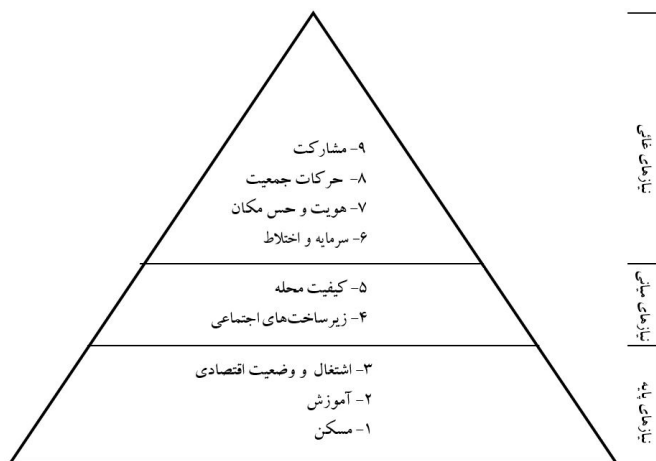 ۹- مشارکت
۸- حرکات جمعیت
۷- هویت و حس مکان
۶- سرمایه و اختلاط
نیازهای غائی
۵- کیفیت محله
۴- زیرساخت‌های اجتماعی
نیازهای میانی
۳- اشتغال و وضعیت اقتصادی
۲- آموزش
۱- مسکن
نیازهای پایه